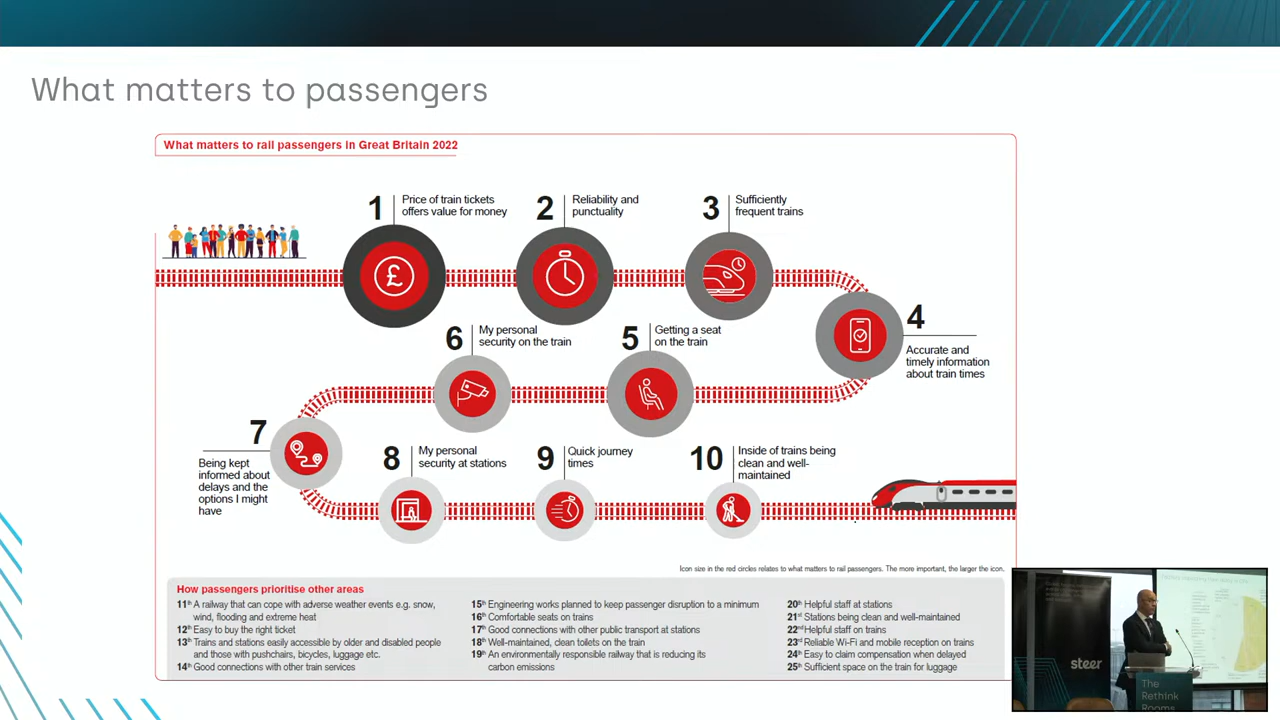 What matters to passengers
What matters to rail passengers in Great Britain 2022
1
Price of train tickets
offers value for money
2
Reliability and
punctuality
3
Sufficiently
frequent trains
4
Accurate and
timely information
about train times
5
Getting a seat
on the train
6
My personal
security on the train
7
Being kept
informed about
delays and the
options I might
have
8
My personal
security at stations
9
Quick journey
times
10
Inside of trains being
clean and well-
maintained
Icon size in the red circles relates to what matters to rail passengers. The more important, the larger the icon.
How passengers prioritise other areas
11th A railway that can cope with adverse weather events e.g. snow,
wind, flooding and extreme heat
12th Easy to buy the right ticket
13th Trains and stations easily accessible by older and disabled people
and those with pushchairs, bicycles, luggage etc.
14th Good connections with other train services
15th Engineering works planned to keep passenger disruption to a minimum
16th Comfortable seats on trains
17th Good connections with other public transport at stations
18th Well-maintained, clean toilets on the train
19th An environmentally responsible railway that is reducing its
carbon emissions
20th Helpful staff at stations
21st Stations being clean and well-maintained
22nd Helpful staff on trains
23rd Reliable Wi-Fi and mobile reception on trains
24th Easy to claim compensation when delayed
25th Sufficient space on the train for luggage
steer
The
Rethink
Rooms